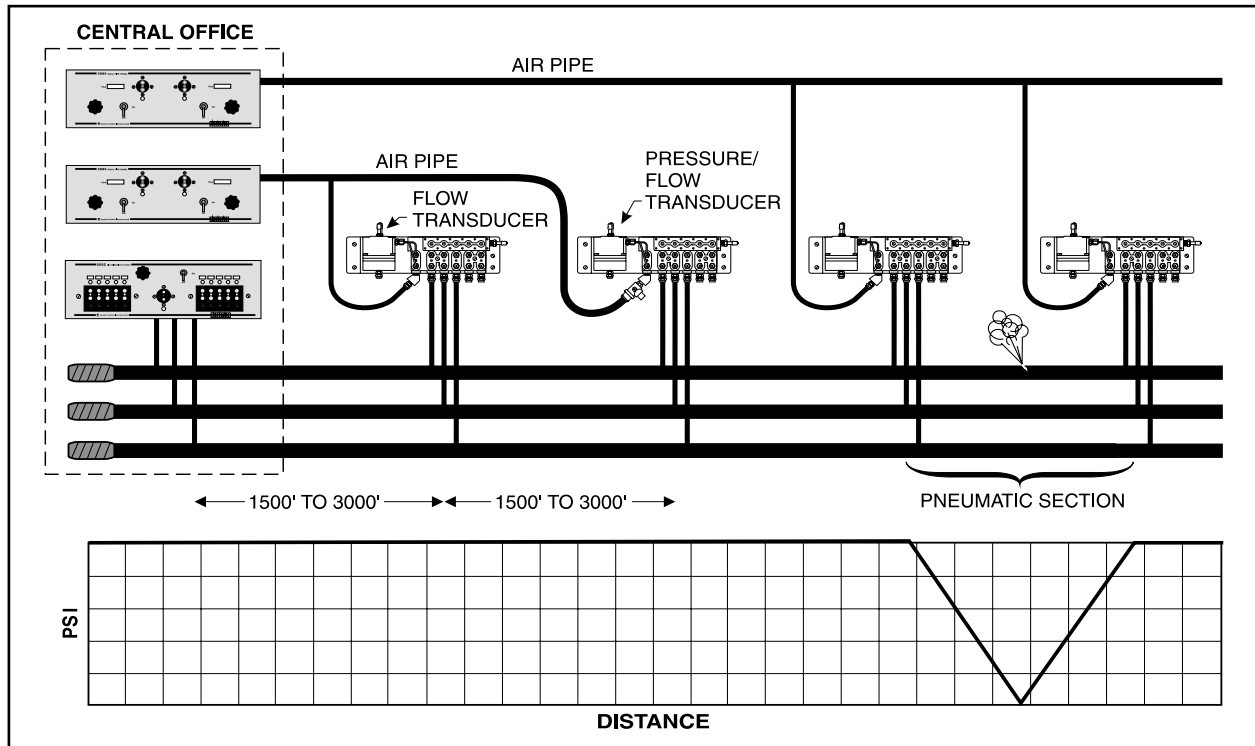 CENTRAL OFFICE
AIR PIPE
AIR PIPE
FLOW
TRANSDUCER
PRESSURE/
FLOW
TRANSDUCER
1500' TO 3000'
1500' TO 3000'
PNEUMATIC SECTION
PSI
DISTANCE